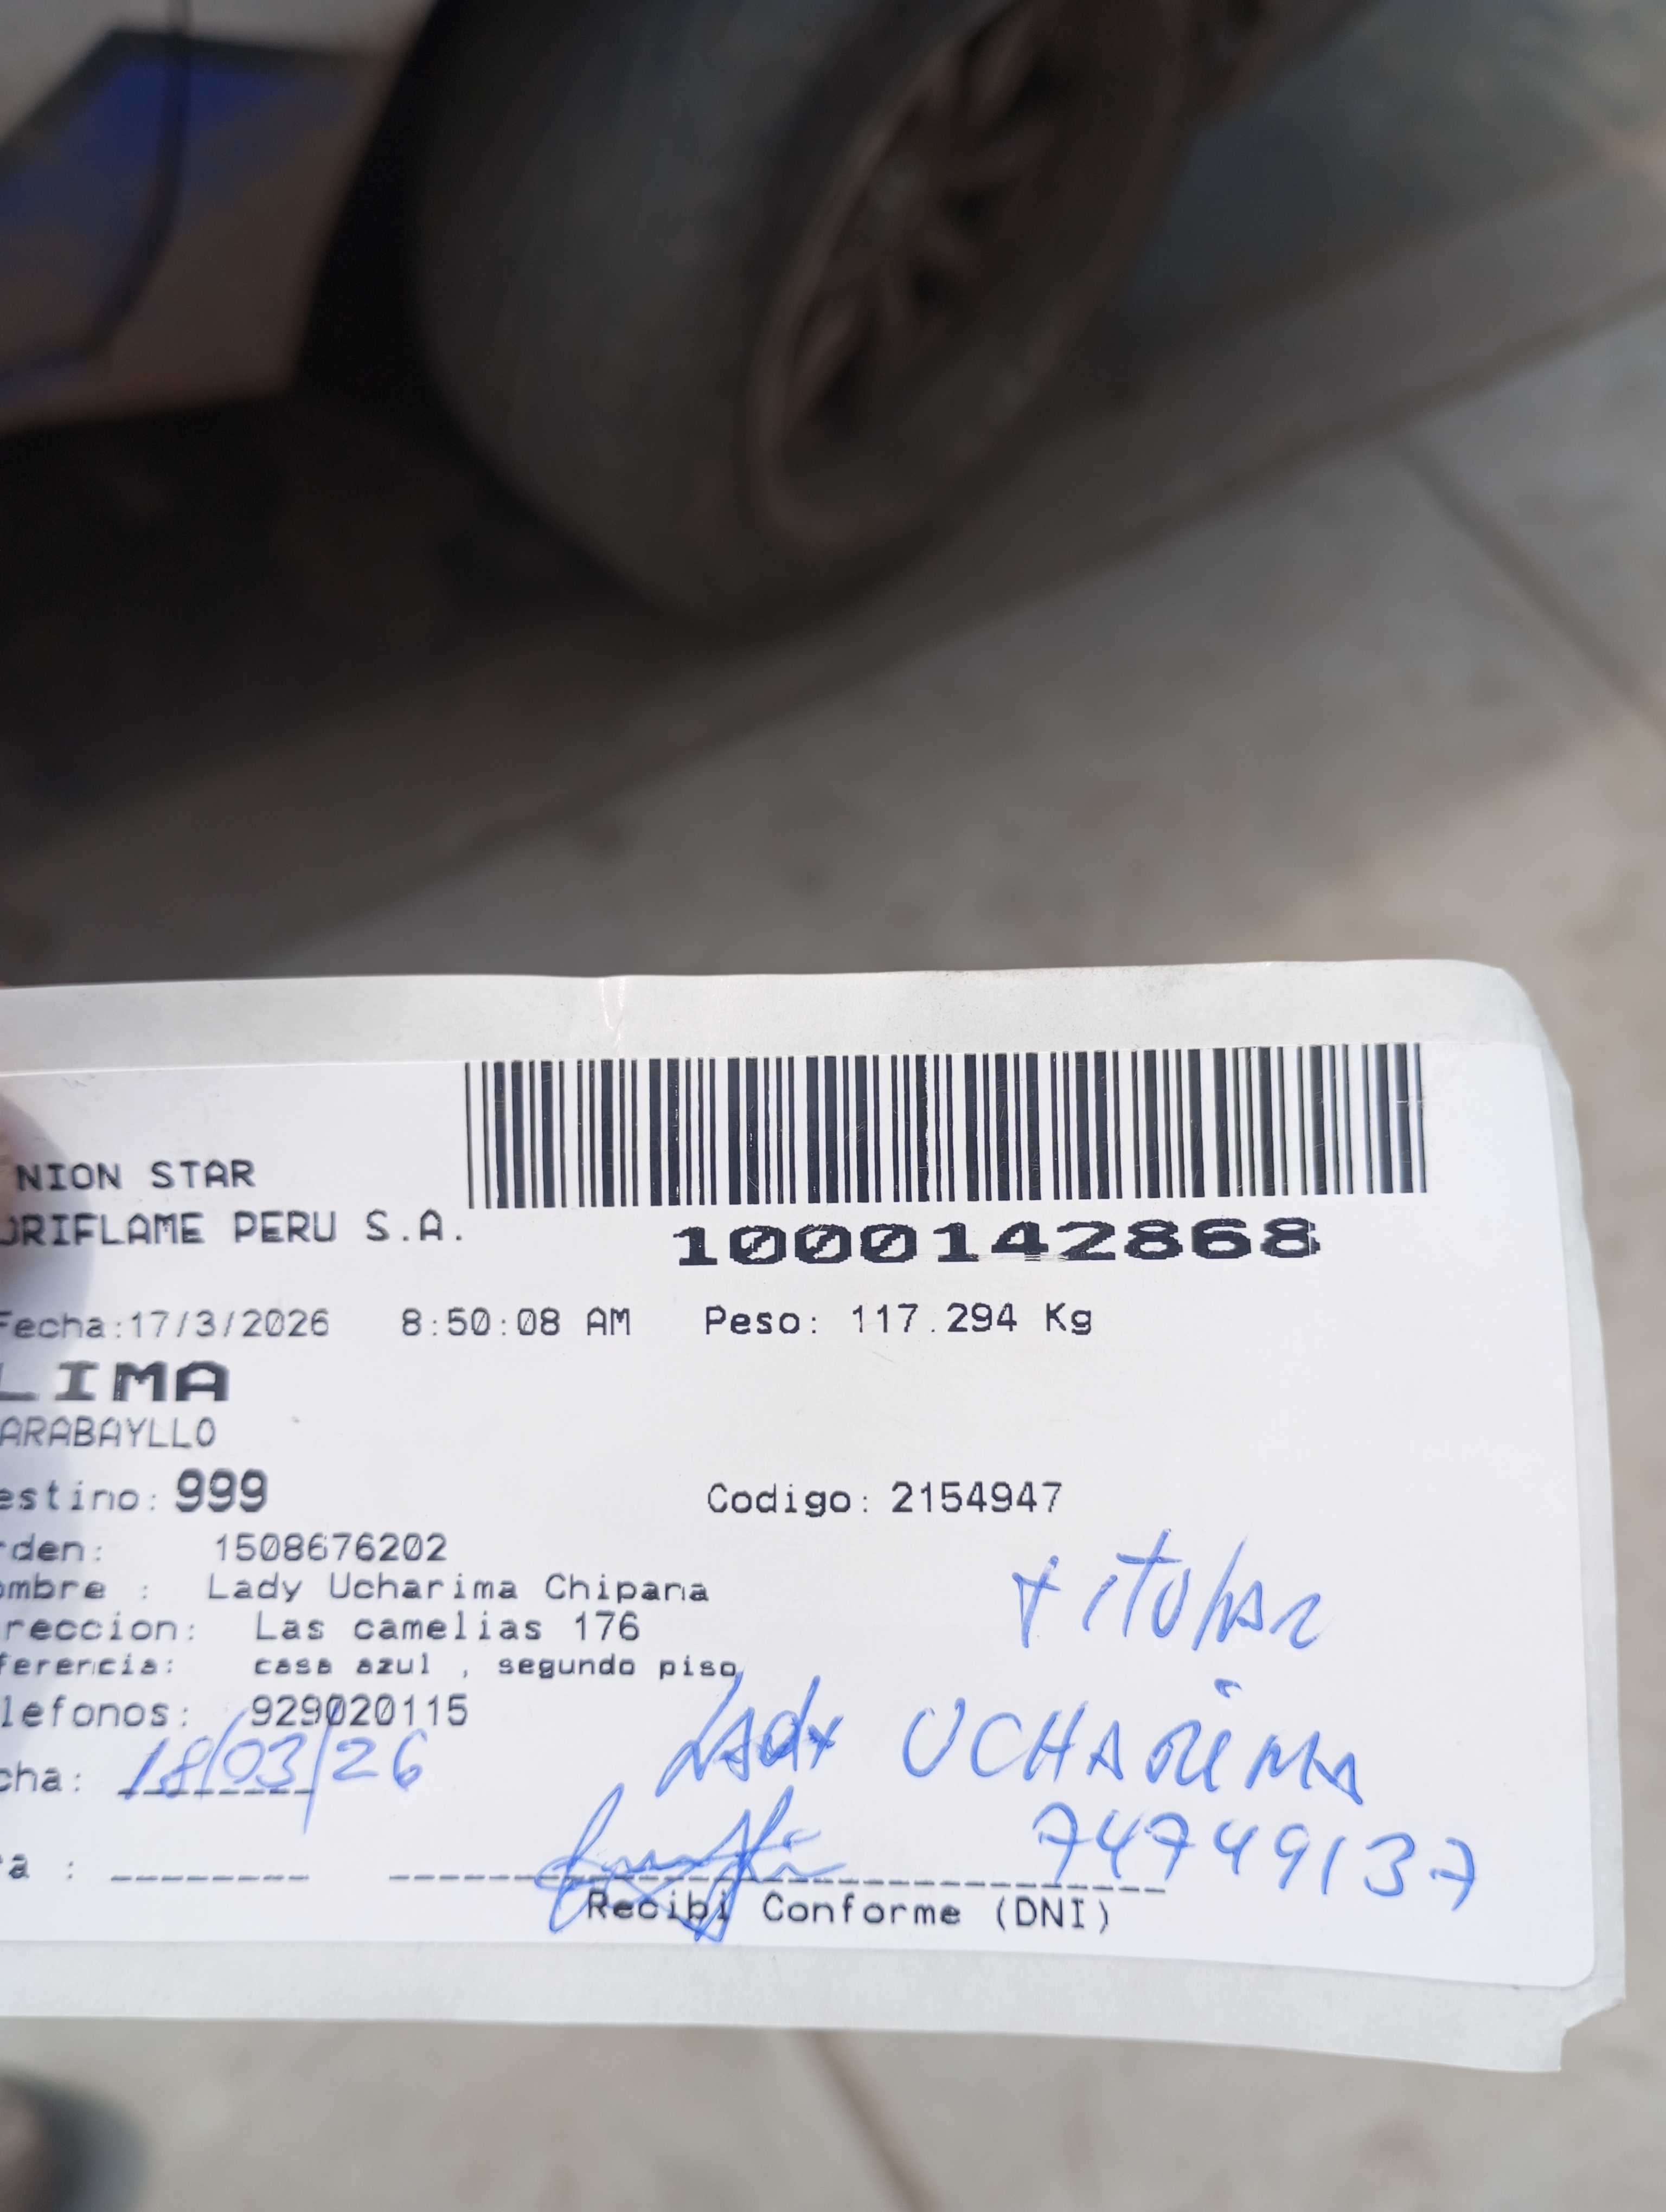 NION STAR
ORIFLAME PERU S.A.
1000142868
Fecha:17/3/2026 8:50:08 AM Peso: 117.294 Kg
LIMA
ARABAYLLO
estino: 999 Codigo: 2154947
rden: 1508676202
ombre : Lady Ucharima Chipana
reccion: Las camelias 176
ferencia: casa azul , segundo piso
lefonos: 929020115
cha: 18/03/26
titular
Lady UCHARIMA
74749137
ra :
Recibi Conforme (DNI)